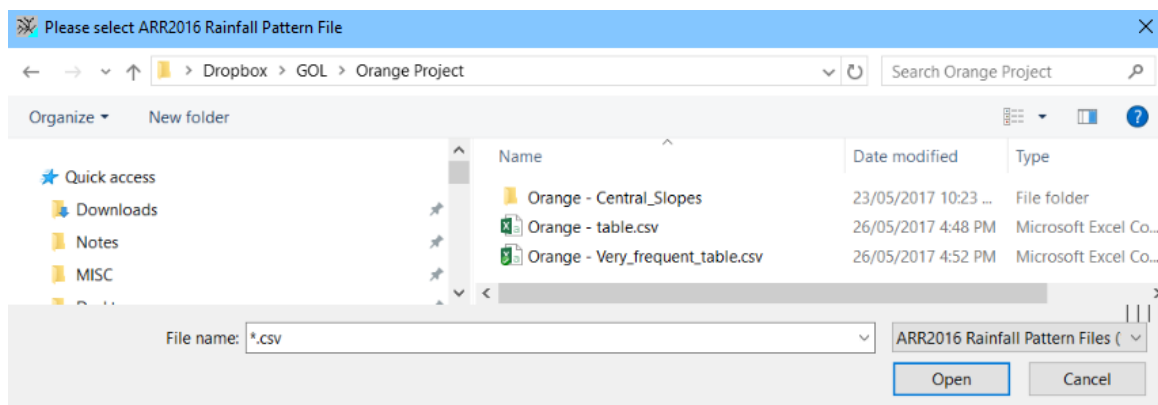 Please select ARR2016 Rainfall Pattern File
> Dropbox > GOL > Orange Project
Search Orange Project
Organize
New folder
?
Quick access
Downloads
Notes
MISC
Name Date modified Type
Orange - Central_Slopes 23/05/2017 10:23 ... File folder
Orange - table.csv 26/05/2017 4:48 PM Microsoft Excel Co...
Orange - Very_frequent_table.csv 26/05/2017 4:52 PM Microsoft Excel Co...
File name: *.csv
ARR2016 Rainfall Pattern Files (
Open Cancel